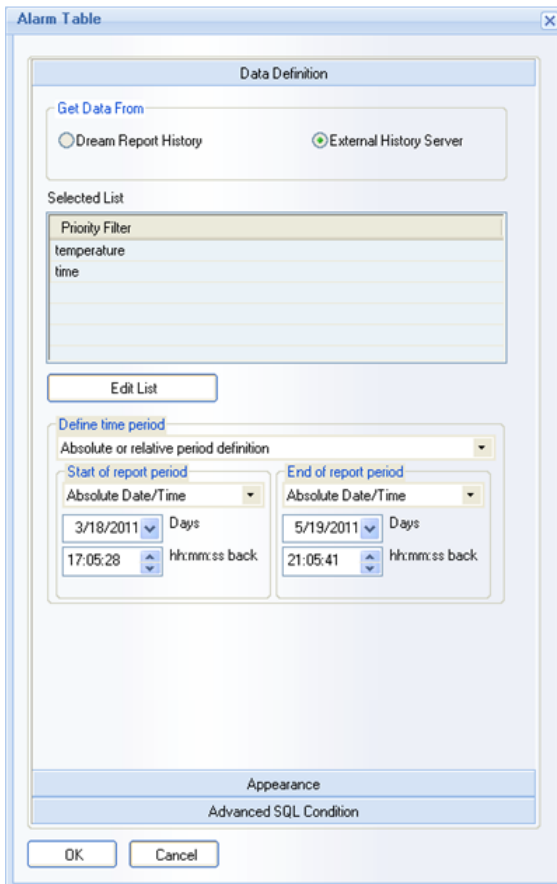 Alarm Table
Data Definition
Get Data From
Dream Report History
External History Server
Selected List
Priority Filter
temperature
time
Edit List
Define time period
Absolute or relative period definition
Start of report period
End of report period
Absolute Date/Time
Absolute Date/Time
3/18/2011
Days
5/19/2011
Days
17:05:28
hh:mm:ss back
21:05:41
hh:mm:ss back
Appearance
Advanced SQL Condition
OK
Cancel